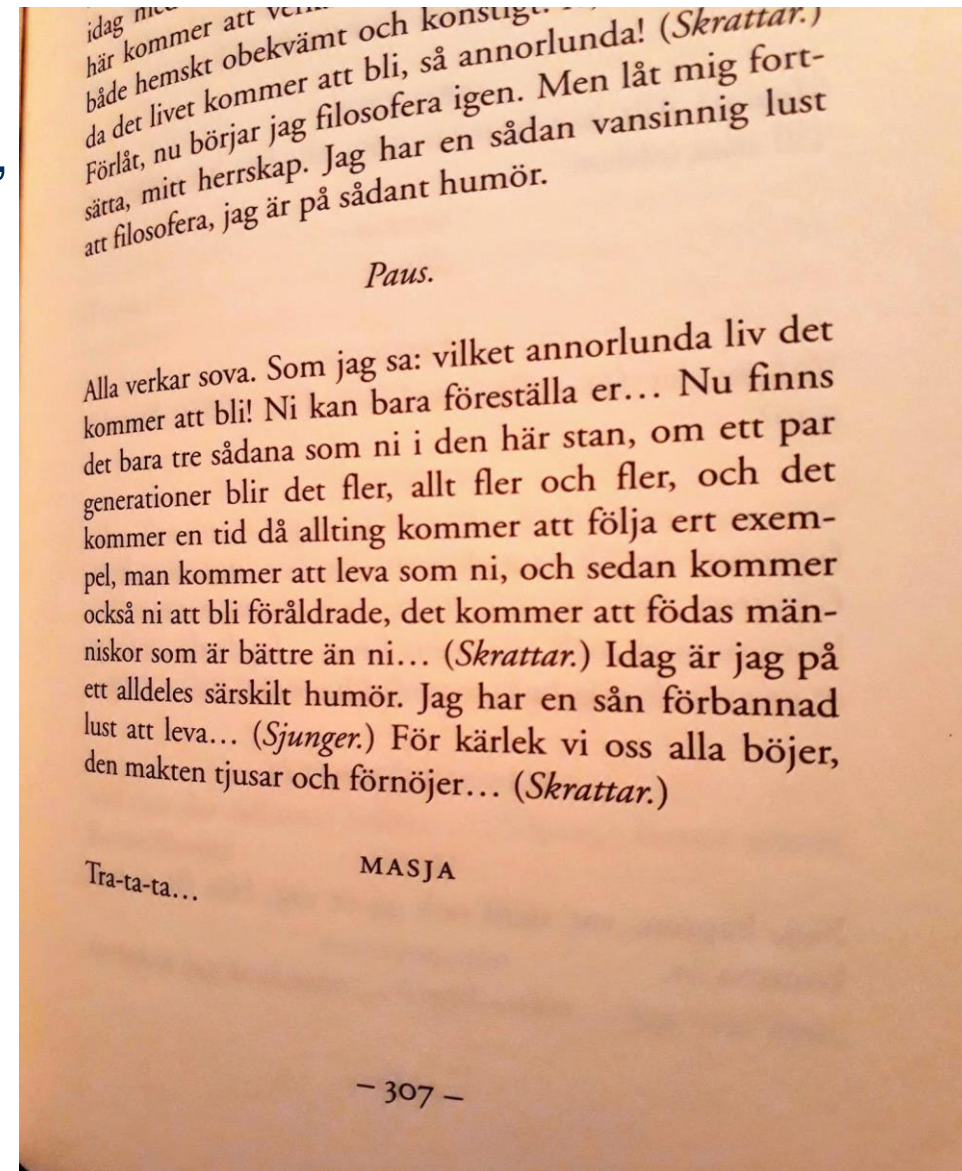 idag
här kommer att
både hemskt obekvämt och konstigt.
da det livet kommer att bli, så annorlunda! (Skrattar.)
Förlåt, nu börjar jag filosofera igen. Men låt mig fort-
sätta, mitt herrskap. Jag har en sådan vansinnig lust
att filosofera, jag är på sådant humör.
Paus.
Alla verkar sova. Som jag sa: vilket annorlunda liv det
kommer att bli! Ni kan bara föreställa er… Nu finns
det bara tre sådana som ni i den här stan, om ett par
generationer blir det fler, allt fler och fler, och det
kommer en tid då allting kommer att följa ert exem-
pel, man kommer att leva som ni, och sedan kommer
också ni att bli föråldrade, det kommer att födas män-
niskor som är bättre än ni… (Skrattar.) Idag är jag på
ett alldeles särskilt humör. Jag har en sån förbannad
lust att leva… (Sjunger.) För kärlek vi oss alla böjer,
den makten tjusar och förnöjer… (Skrattar.)
MASJA
Tra-ta-ta…
– 307 –